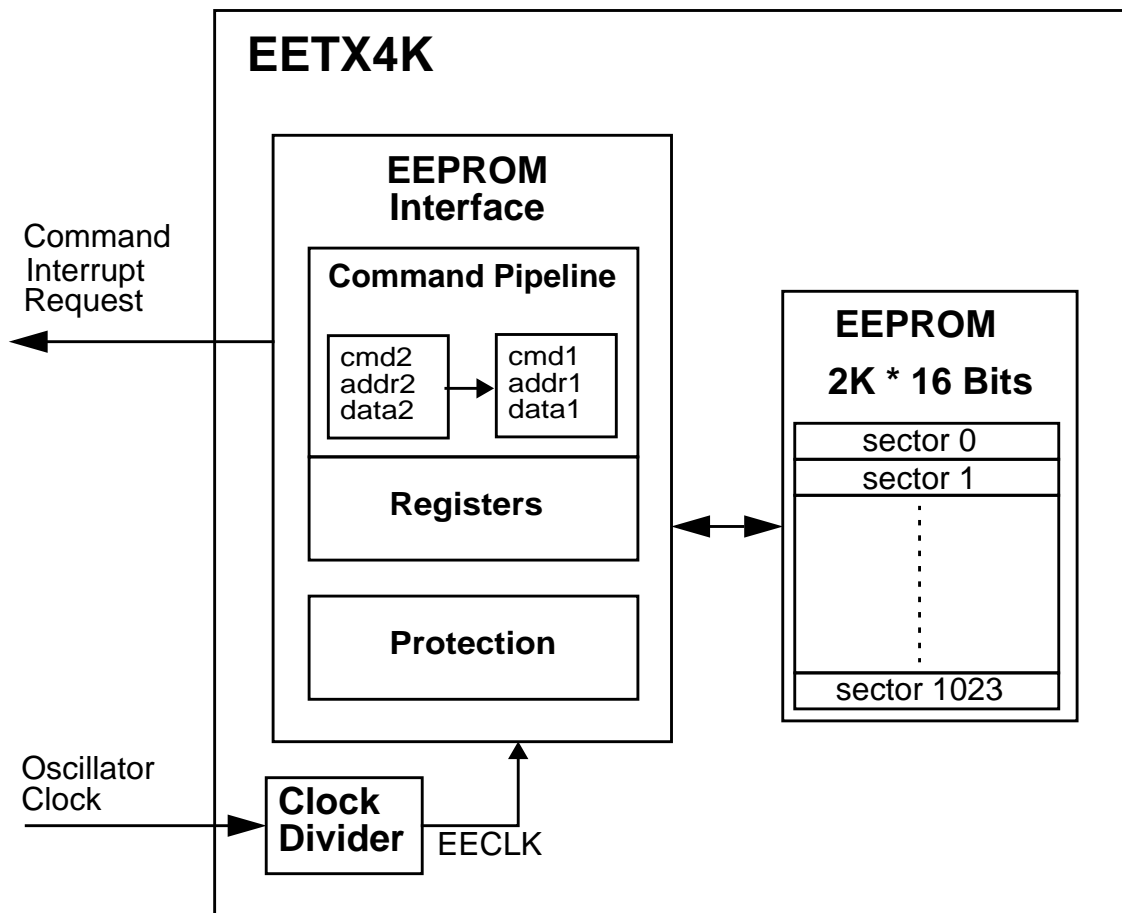 EETX4K
EEPROM
Interface
Command
Interrupt
Request
Command Pipeline
cmd2
addr2
data2
cmd1
addr1
data1
Registers
Protection
EEPROM
2K * 16 Bits
sector 0
sector 1
sector 1023
Oscillator
Clock
Clock
Divider
EECLK